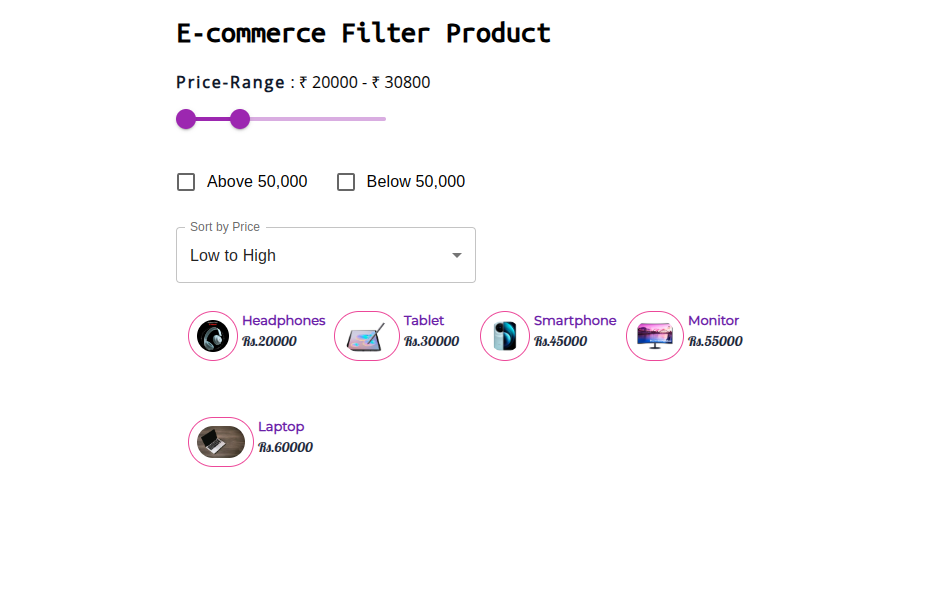 E-commerce Filter Product
Price-Range : ₹ 20000 - ₹ 30800
Above 50,000 Below 50,000
Sort by Price
Low to High
Headphones Tablet Smartphone Monitor
Rs.20000 Rs.30000 Rs.45000 Rs.55000
Laptop
Rs.60000